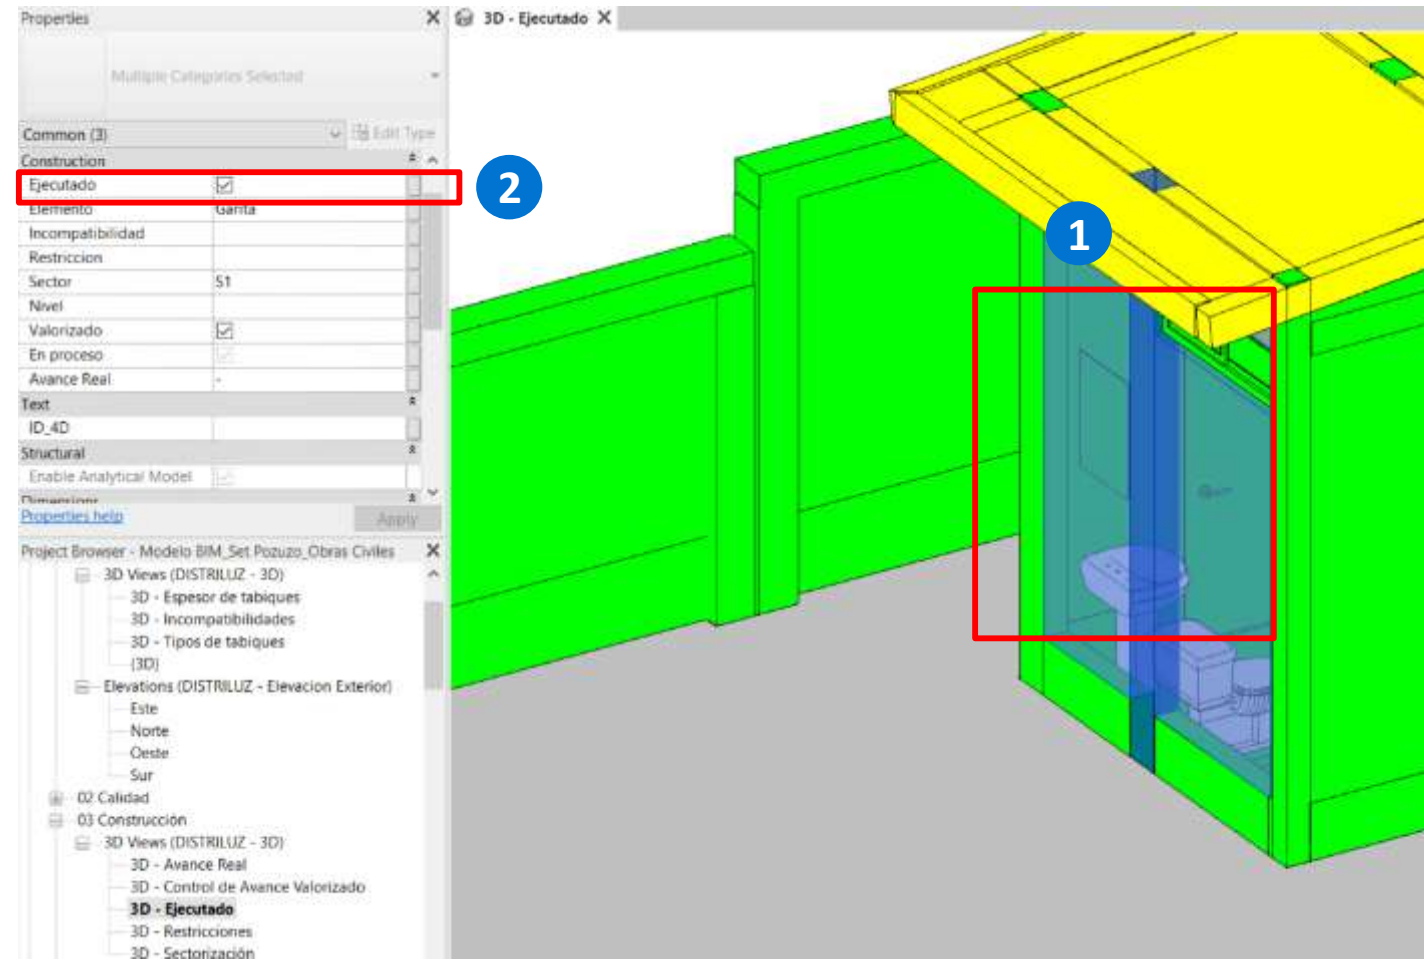 Properties
3D - Ejecutado
Multiple Categories Selected
Common (3)
Edit Type
Construction
Ejecutado
2
Elemento Garita
Incompatibilidad
Restriccion
Sector S1
Nivel
Valorizado
En proceso
Avance Real -
Text
ID_4D
Structural
Enable Analytical Model
Dimensions
Properties help
Apply
1
Project Browser - Modelo BIM_Set Pozuzo_Obras Civiles
3D Views (DISTRILUZ - 3D)
3D - Espesor de tabiques
3D - Incompatibilidades
3D - Tipos de tabiques
{3D}
Elevations (DISTRILUZ - Elevacion Exterior)
Este
Norte
Oeste
Sur
02 Calidad
03 Construcción
3D Views (DISTRILUZ - 3D)
3D - Avance Real
3D - Control de Avance Valorizado
3D - Ejecutado
3D - Restricciones
3D - Sectorización